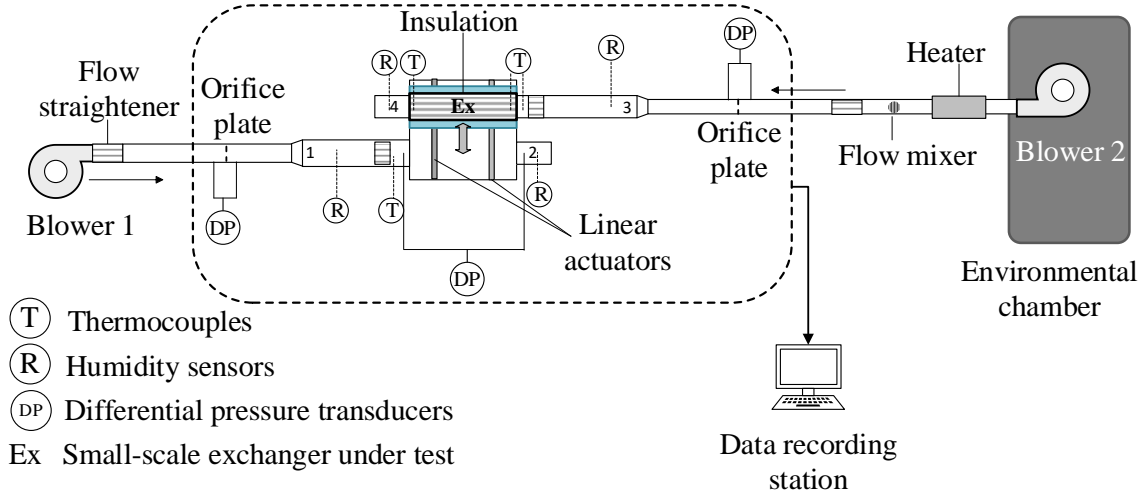 Insulation
DP
R
T
R
Heater
Flow
straightener
R
T
4
Ex
3
Orifice
plate
Orifice
plate
Flow mixer
Blower 2
1
2
Blower 1
DP
R
T
R
DP
Linear
actuators
Environmental
chamber
T Thermocouples
R Humidity sensors
DP Differential pressure transducers
Ex Small-scale exchanger under test
Data recording
station